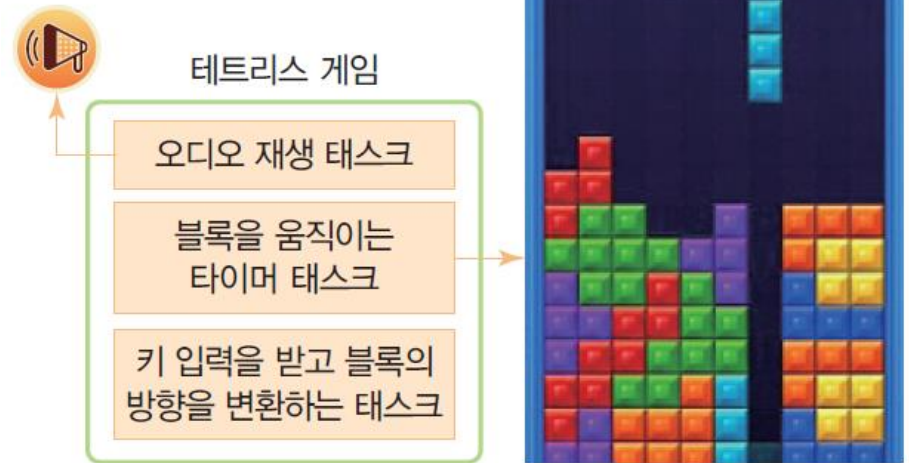 테트리스 게임
오디오 재생 태스크
블록을 움직이는
타이머 태스크
키 입력을 받고 블록의
방향을 변환하는 태스크